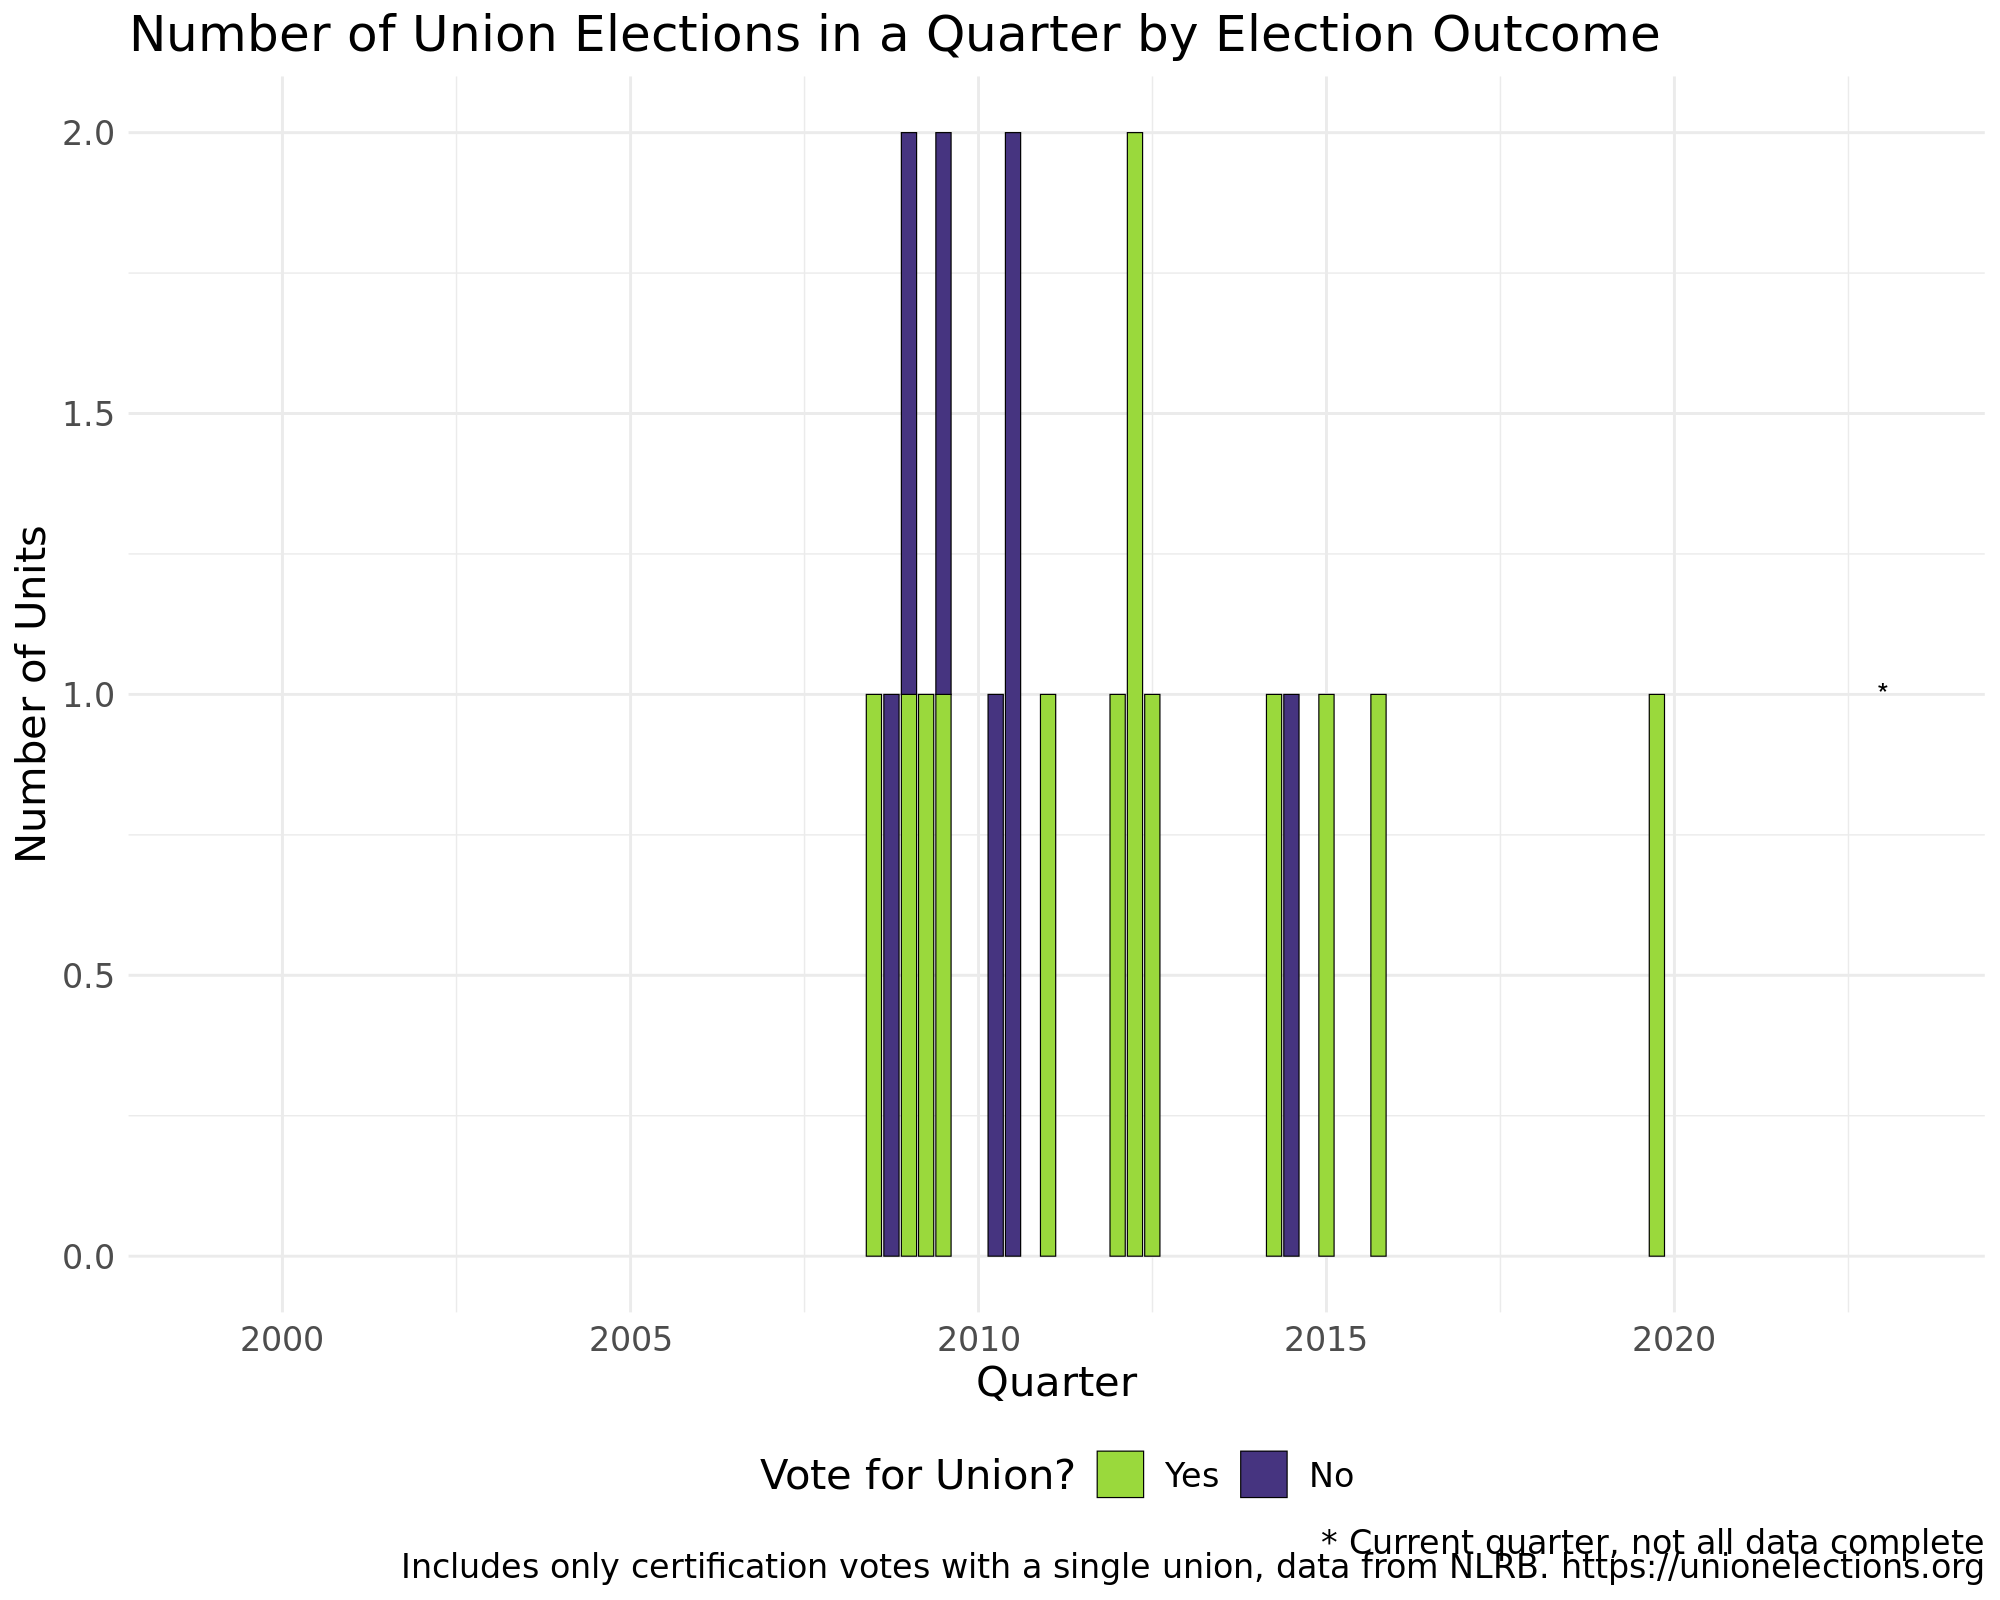 Number of Union Elections in a Quarter by Election Outcome
Number of Units
2.0
1.5
1.0
0.5
0.0
*
2000 2005 2010 2015 2020
Quarter
Vote for Union? Yes No
* Current quarter, not all data complete
Includes only certification votes with a single union, data from NLRB. https://unionelections.org